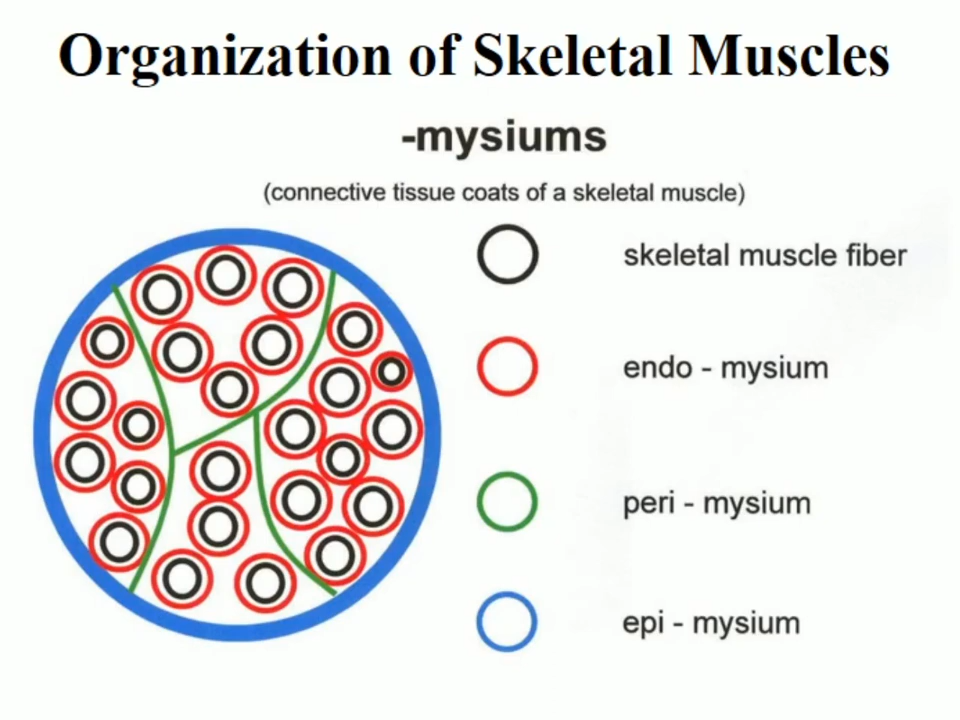 Organization of Skeletal Muscles
-mysiums
(connective tissue coats of a skeletal muscle)
skeletal muscle fiber
endo - mysium
peri - mysium
epi - mysium